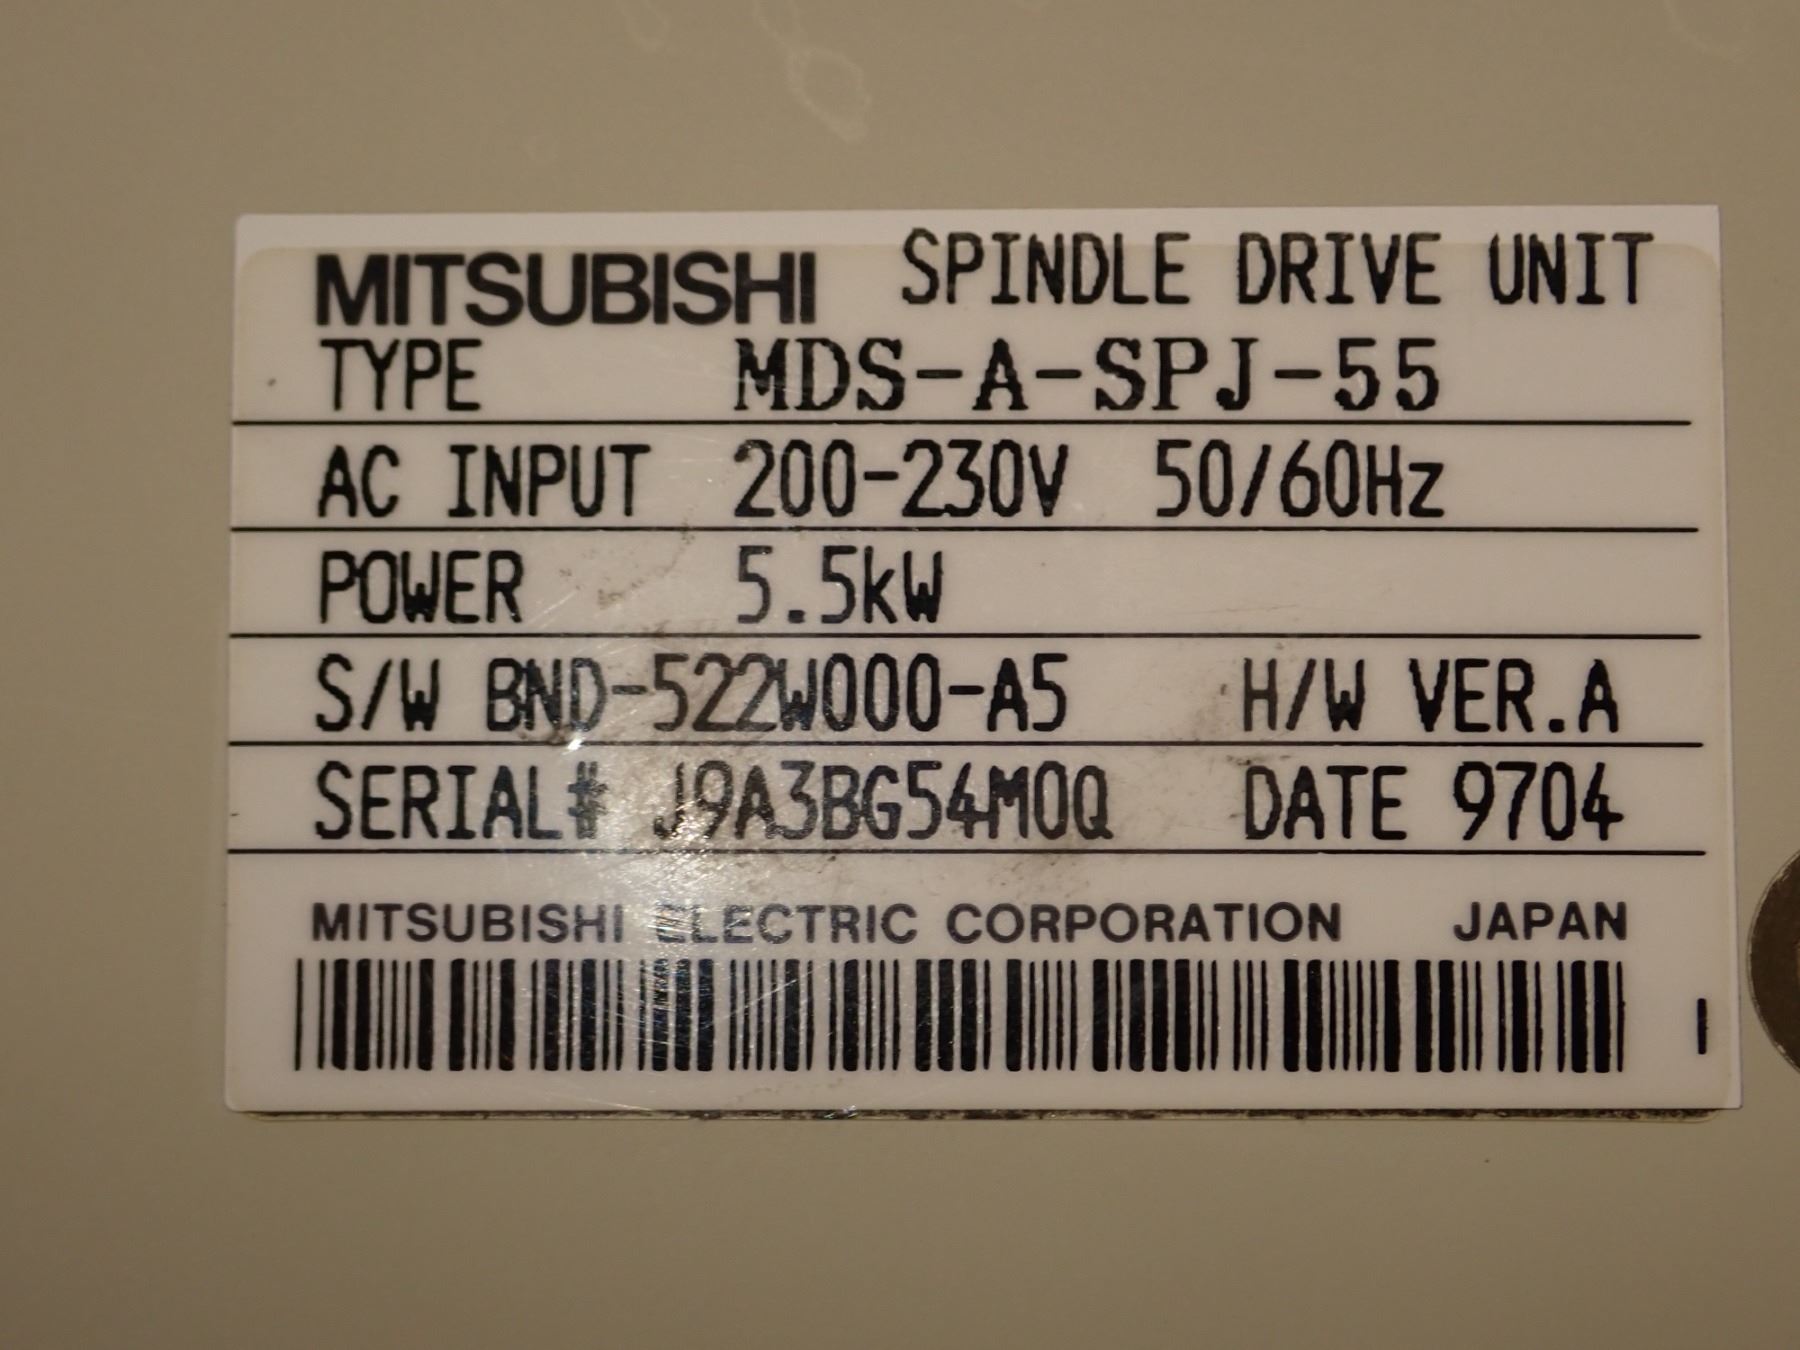 MITSUBISHI SPINDLE DRIVE UNIT
TYPE MDS-A-SPJ-55
AC INPUT 200-230V 50/60Hz
POWER 5.5kW
S/W BND-522W000-A5 H/W VER.A
SERIAL# J9A3BG54M0Q DATE 9704
MITSUBISHI ELECTRIC CORPORATION JAPAN